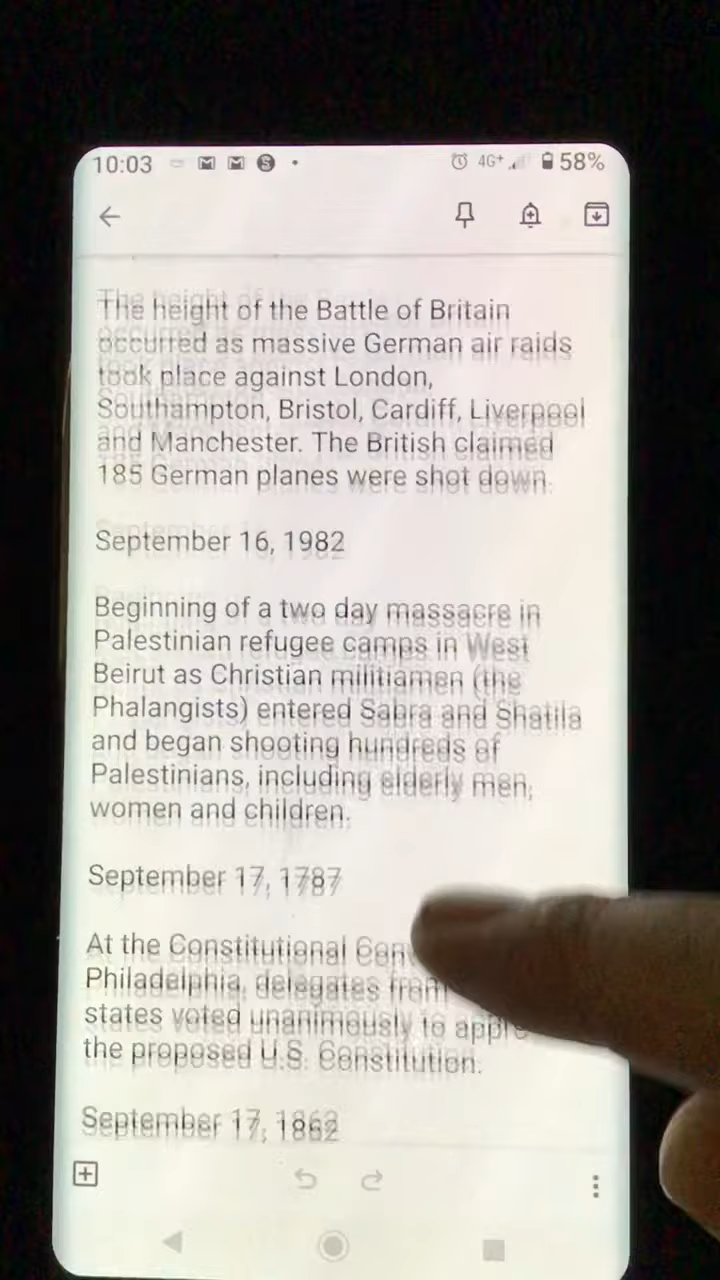 10:03
4G+
58%
The height of the Battle of Britain
occurred as massive German air raids
took place against London,
Southampton, Bristol, Cardiff, Liverpool
and Manchester. The British claimed
185 German planes were shot down.
September 16, 1982
Beginning of a two day massacre in
Palestinian refugee camps in West
Beirut as Christian militiamen (the
Phalangists) entered Sabra and Shatila
and began shooting hundreds of
Palestinians, including elderly men,
women and children.
September 17, 1787
At the Constitutional
Philadelphia, delegates from
states voted unanimously to
the proposed U.S. Constitution.
September 17, 1862